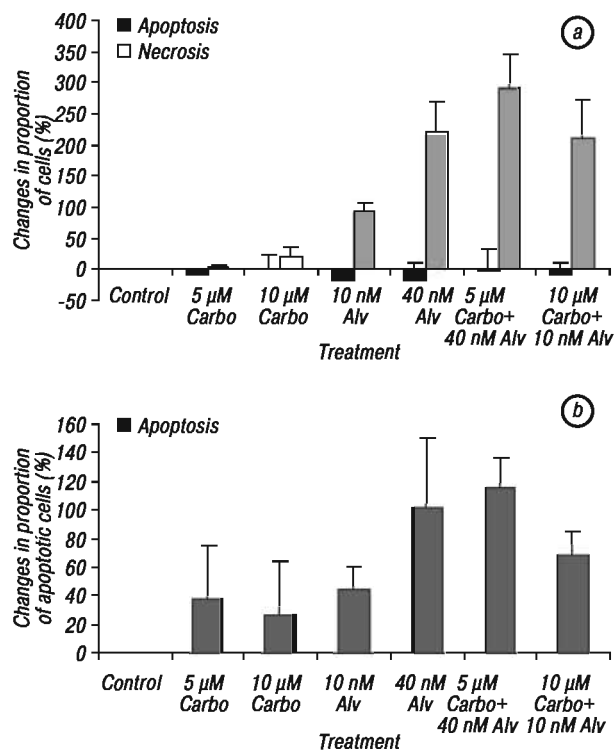 a
Apoptosis
Necrosis
Changes in proportion
of cells (%)
400
350
300
250
200
150
100
50
0
-50
Control
5 µM
Carbo
10 µM
Carbo
10 nM
Alv
40 nM
Alv
5 µM
Carbo+
40 nM Alv
10 µM
Carbo+
10 nM Alv
Treatment
b
Apoptosis
Changes in proportion
of apoptotic cells (%)
160
140
120
100
80
60
40
20
0
Control
5 µM
Carbo
10 µM
Carbo
10 nM
Alv
40 nM
Alv
5 µM
Carbo+
40 nM Alv
10 µM
Carbo+
10 nM Alv
Treatment